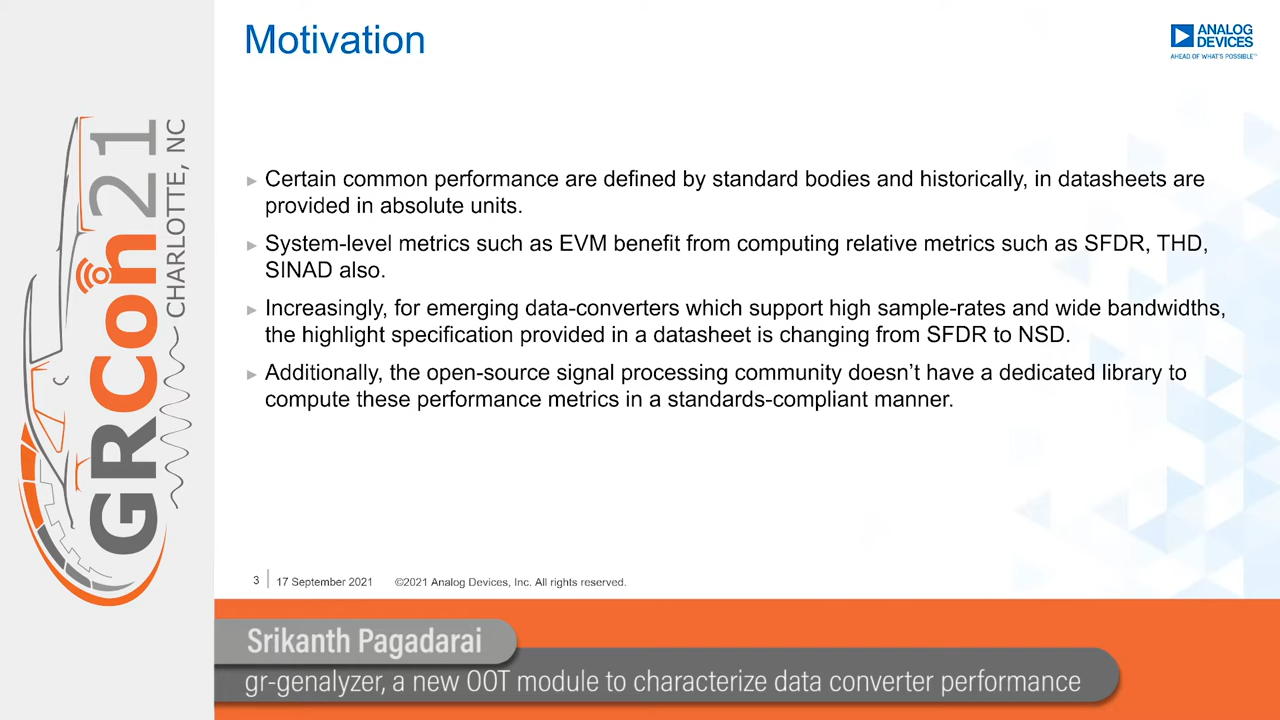 Motivation
ANALOG
DEVICES
AHEAD OF WHAT'S POSSIBLE™
GRCon21
CHARLOTTE, NC
Certain common performance are defined by standard bodies and historically, in datasheets are
provided in absolute units.
System-level metrics such as EVM benefit from computing relative metrics such as SFDR, THD,
SINAD also.
Increasingly, for emerging data-converters which support high sample-rates and wide bandwidths,
the highlight specification provided in a datasheet is changing from SFDR to NSD.
Additionally, the open-source signal processing community doesn't have a dedicated library to
compute these performance metrics in a standards-compliant manner.
3 17 September 2021 ©2021 Analog Devices, Inc. All rights reserved.
Srikanth Pagadarai
gr-genalyzer, a new OOT module to characterize data converter performance